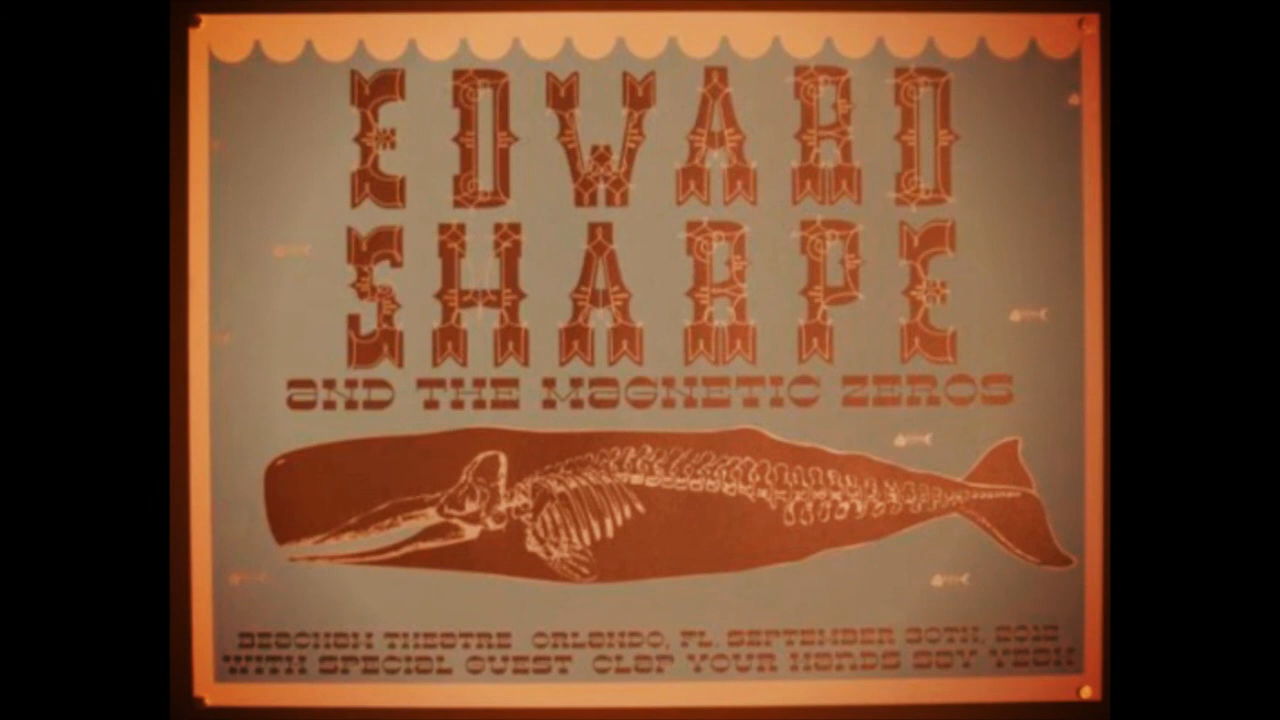 EDWARD
SHARPE
AND THE MAGNETIC ZEROS
BEACHAM THEATRE ORLANDO, FL. SEPTEMBER 30TH, 2012
WITH SPECIAL GUEST CLAP YOUR HANDS SAY YEAH